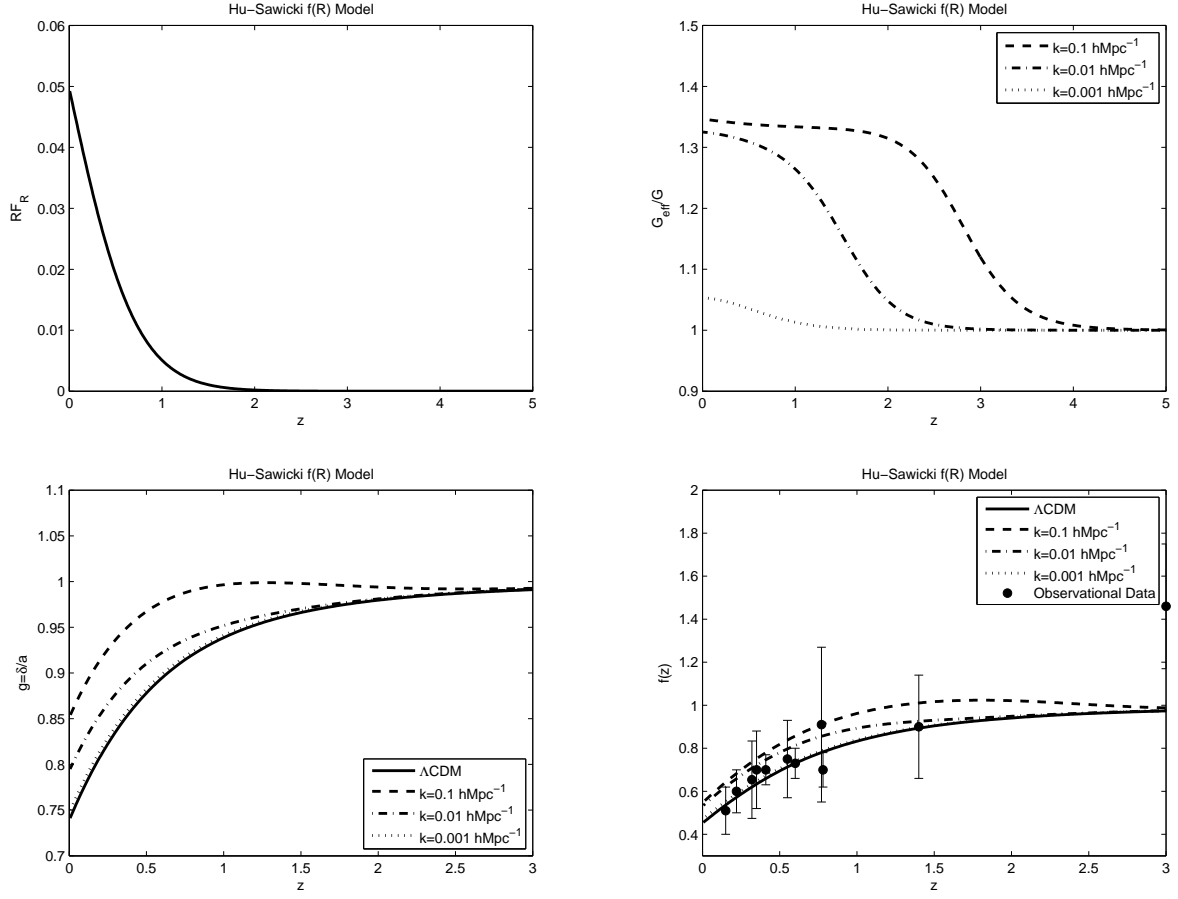 Hu−Sawicki f(R) Model
0.06
0.05
0.04
0.03
0.02
0.01
0
RF_R
0 1 2 3 4 5
z
Hu−Sawicki f(R) Model
1.5
1.4
1.3
1.2
1.1
1
0.9
G_eff/G
0 1 2 3 4 5
z
k=0.1 hMpc⁻¹
k=0.01 hMpc⁻¹
k=0.001 hMpc⁻¹
Hu−Sawicki f(R) Model
1.1
1.05
1
0.95
0.9
0.85
0.8
0.75
0.7
g=δ/a
0 0.5 1 1.5 2 2.5 3
z
ΛCDM
k=0.1 hMpc⁻¹
k=0.01 hMpc⁻¹
k=0.001 hMpc⁻¹
Hu−Sawicki f(R) Model
2
1.8
1.6
1.4
1.2
1
0.8
0.6
0.4
f(z)
0 0.5 1 1.5 2 2.5 3
z
ΛCDM
k=0.1 hMpc⁻¹
k=0.01 hMpc⁻¹
k=0.001 hMpc⁻¹
Observational Data